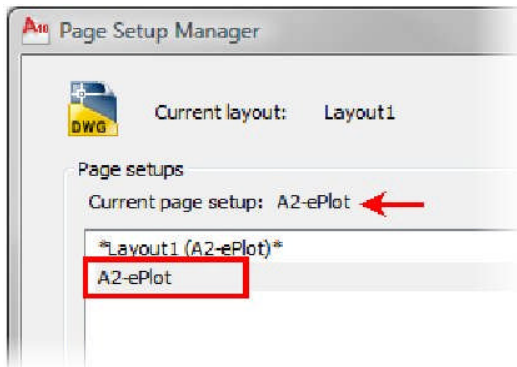 A10 Page Setup Manager
DWG
Current layout: Layout1
Page setups
Current page setup: A2-ePlot
*Layout1 (A2-ePlot)*
A2-ePlot